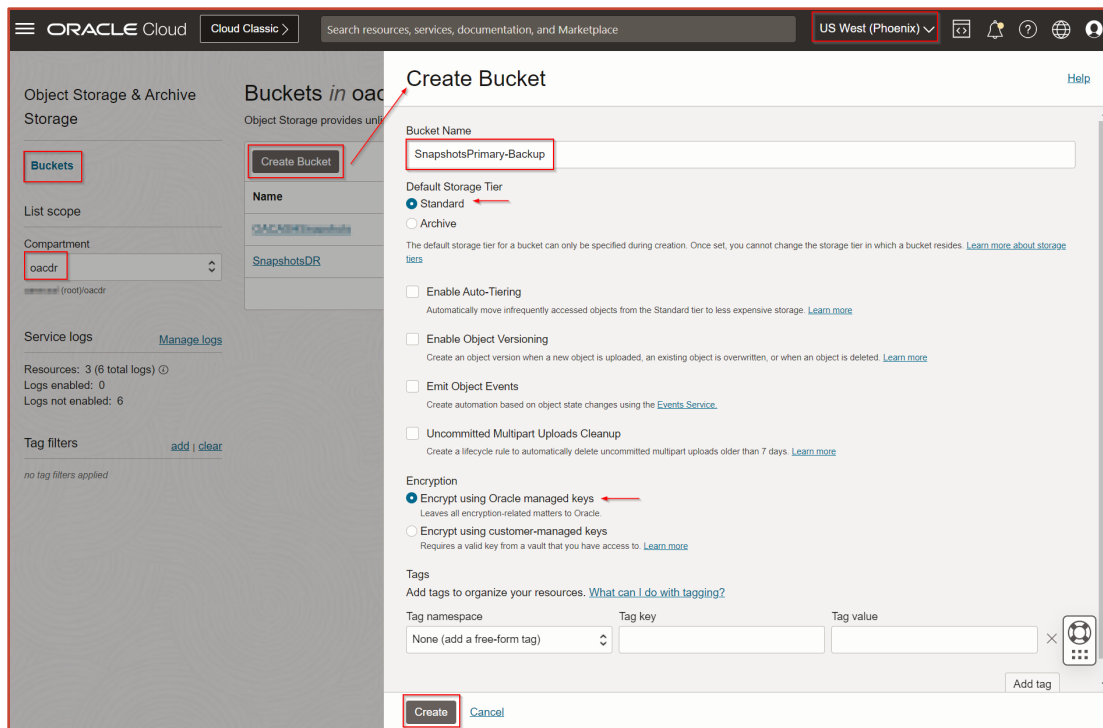 ORACLE Cloud
Cloud Classic >
Search resources, services, documentation, and Marketplace
US West (Phoenix)
Object Storage & Archive
Storage
Buckets
List scope
Compartment
oacdr
(root)/oacdr
Service logs
Manage logs
Resources: 3 (6 total logs)
Logs enabled: 0
Logs not enabled: 6
Tag filters
add | clear
no tag filters applied
Buckets in oac
Object Storage provides unli
Create Bucket
Name
SnapshotsDR
Create Bucket
Help
Bucket Name
SnapshotsPrimary-Backup
Default Storage Tier
Standard
Archive
The default storage tier for a bucket can only be specified during creation. Once set, you cannot change the storage tier in which a bucket resides. Learn more about storage
tiers
Enable Auto-Tiering
Automatically move infrequently accessed objects from the Standard tier to less expensive storage. Learn more
Enable Object Versioning
Create an object version when a new object is uploaded, an existing object is overwritten, or when an object is deleted. Learn more
Emit Object Events
Create automation based on object state changes using the Events Service.
Uncommitted Multipart Uploads Cleanup
Create a lifecycle rule to automatically delete uncommitted multipart uploads older than 7 days. Learn more
Encryption
Encrypt using Oracle managed keys
Leaves all encryption-related matters to Oracle.
Encrypt using customer-managed keys
Requires a valid key from a vault that you have access to. Learn more
Tags
Add tags to organize your resources. What can I do with tagging?
Tag namespace
Tag key
Tag value
None (add a free-form tag)
Add tag
Create
Cancel